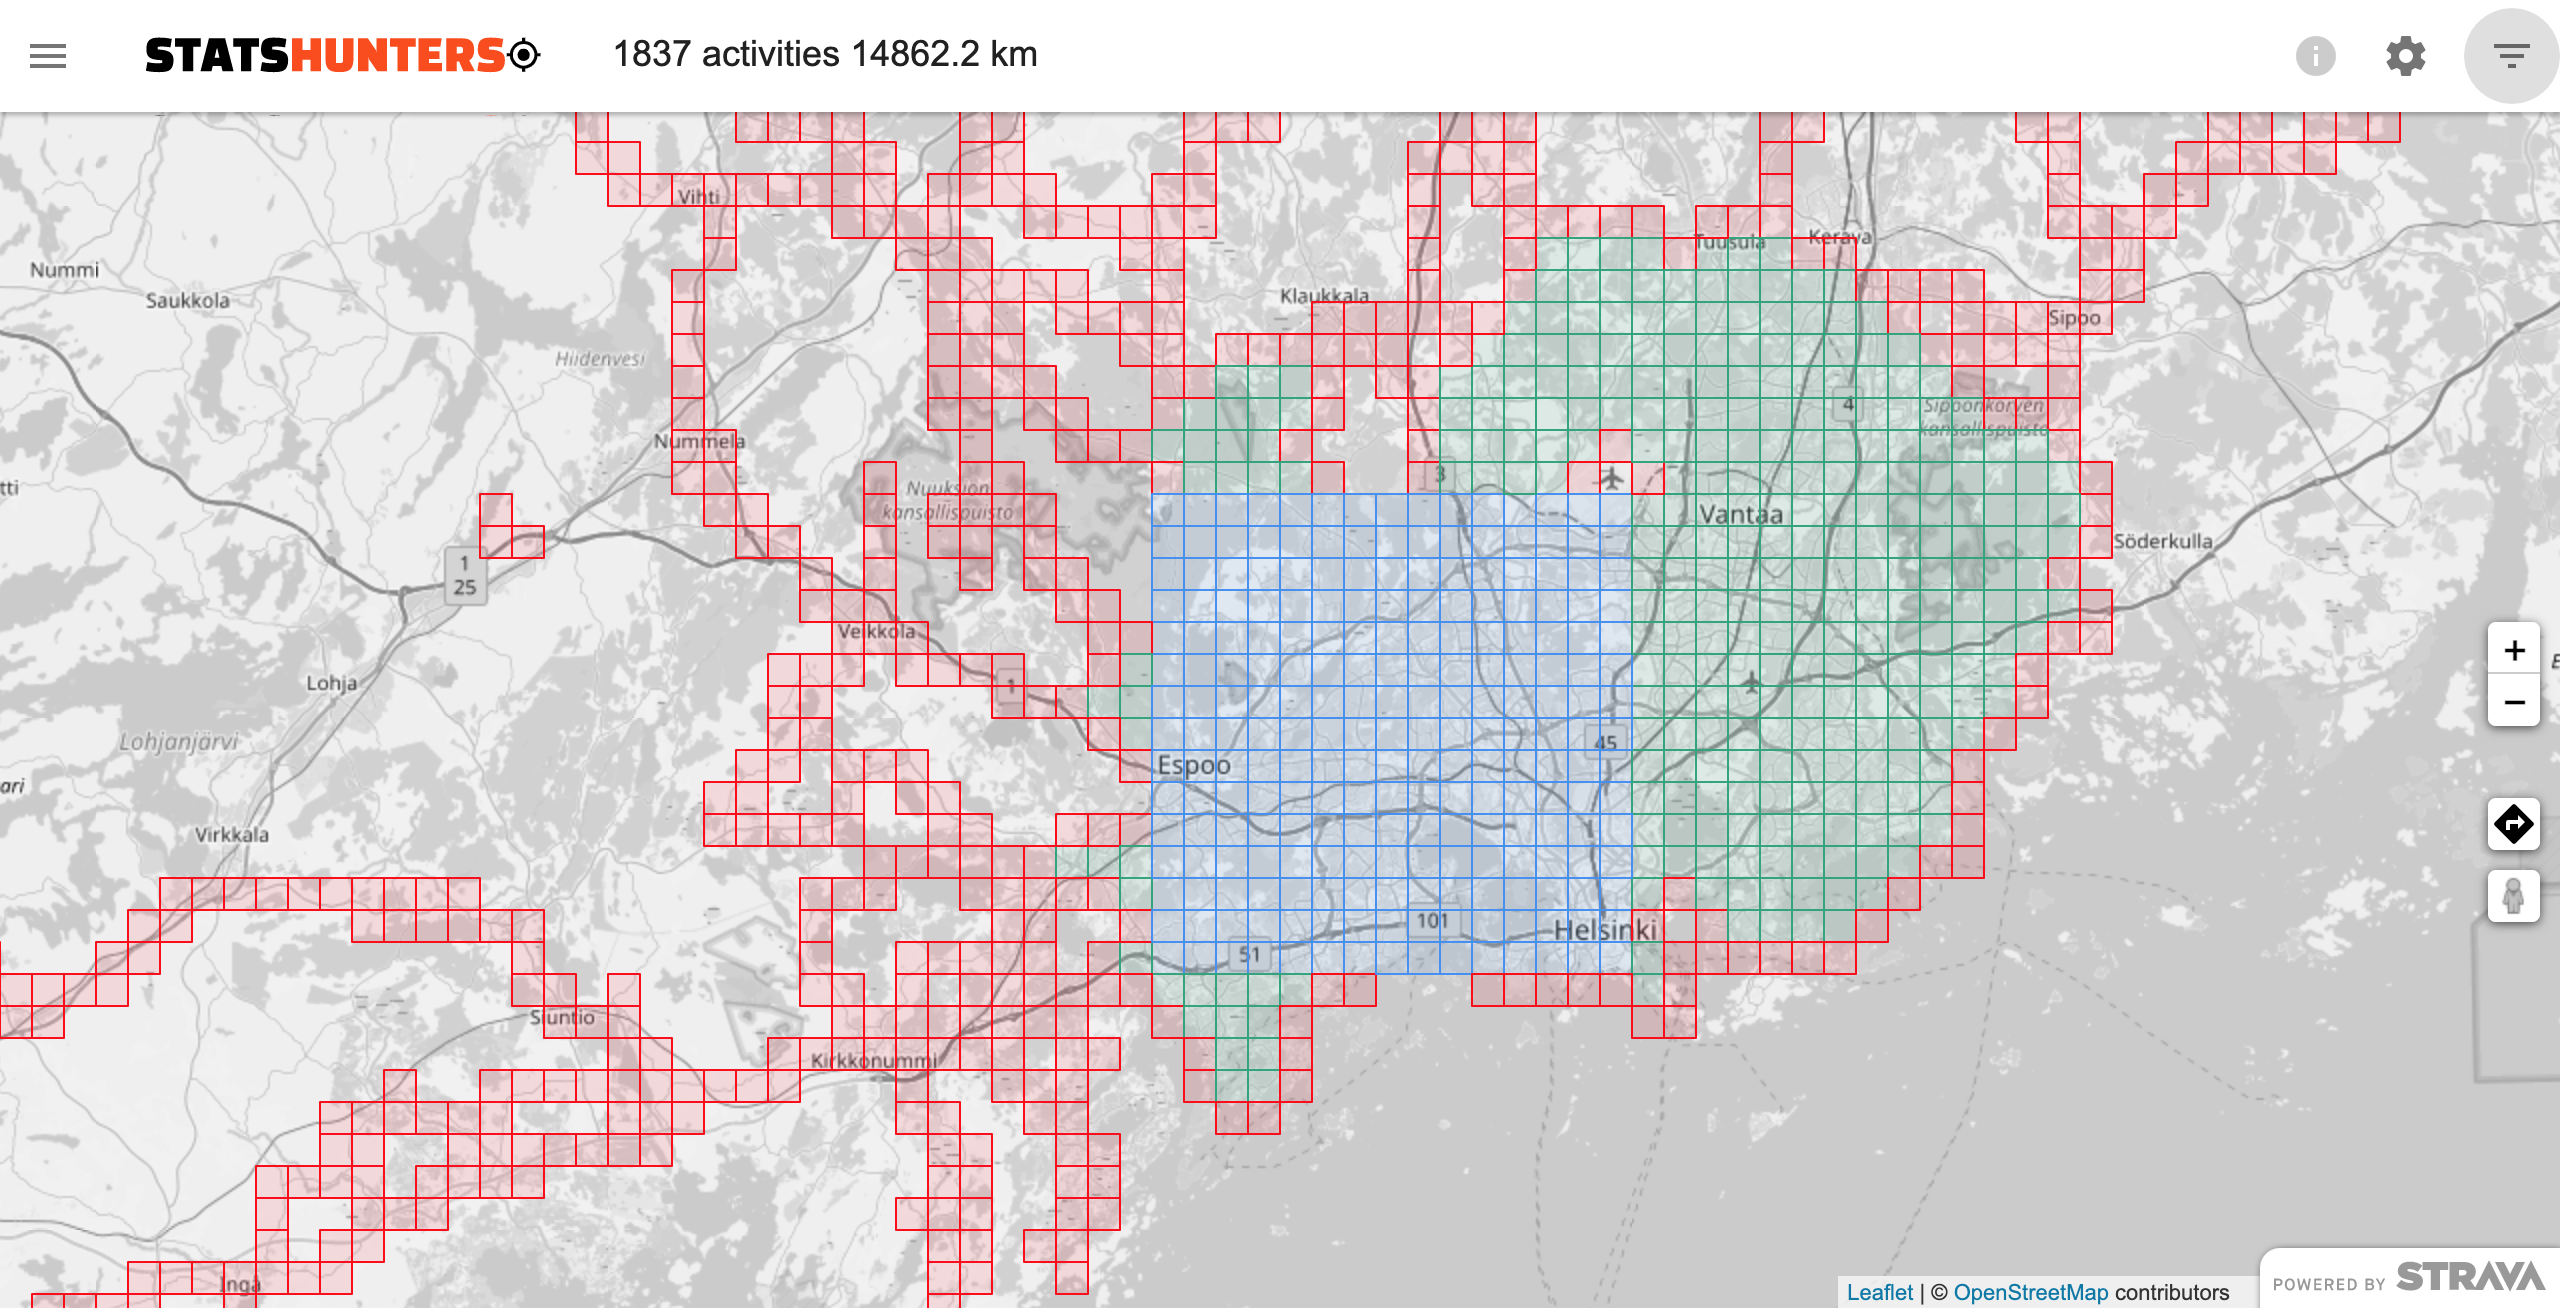 STATSHUNTERS
1837 activities 14862.2 km
Vihti
Nummi
Saukkola
Klaukkala
Tuusula
Kerava
Sipoo
Hiidenvesi
4
Sipoonkorven
kansallispuisto
Nummela
tti
3
Nuuksion
kansallispuisto
Vantaa
Söderkulla
1
25
Veikkola
+
E
Lohja
1
−
Lohjanjärvi
45
Espoo
ari
Virkkala
101
Helsinki
51
Siuntio
Kirkkonummi
Ingå
Leaflet | © OpenStreetMap contributors
POWERED BY STRAVA